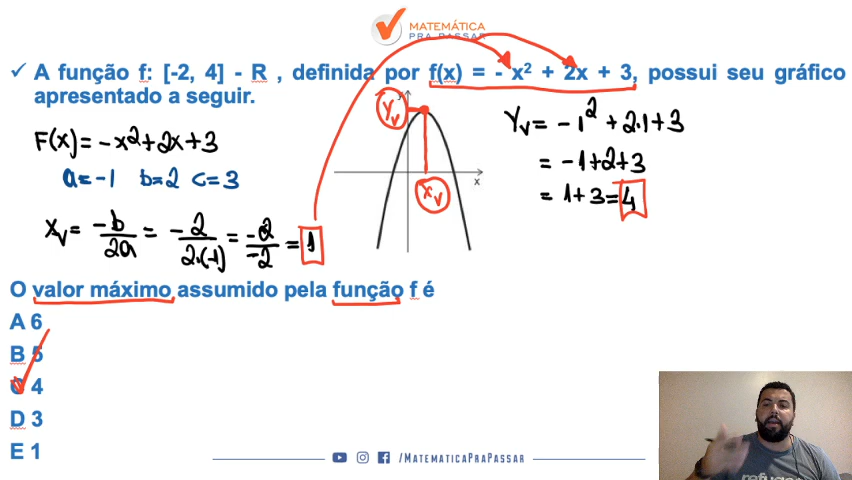 MATEMÁTICA
PRA PASSAR
✓ A função f: [-2, 4] - R , definida por f(x) = - x² + 2x + 3, possui seu gráfico
apresentado a seguir.
F(x) = -x² + 2x + 3
a = -1 b = 2 c = 3
Xv = -b/2a = -2/2.(-1) = -2/-2 = 1
y
Yv
x
Xv
Yv = -1² + 2.1 + 3
= -1 + 2 + 3
= 1 + 3 = 4
O valor máximo assumido pela função f é
A 6
B 5
C 4
D 3
E 1
/MATEMATICAPRAPASSAR